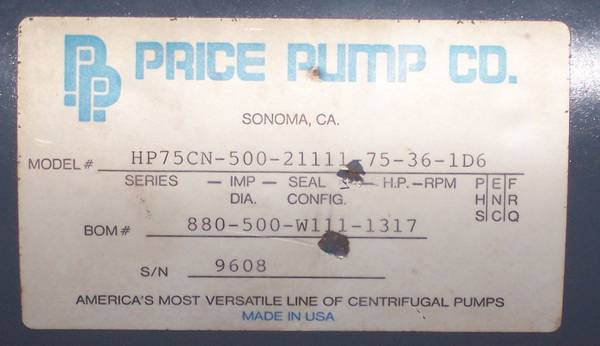 PP PRICE PUMP CO.
SONOMA, CA.
MODEL # HP75CN-500-21111 75-36-1D6
SERIES — IMP — SEAL — H.P. — RPM P E F
DIA. CONFIG. H N R
S C Q
BOM # 880-500-W111-1317
S/N 9608
AMERICA'S MOST VERSATILE LINE OF CENTRIFUGAL PUMPS
MADE IN USA